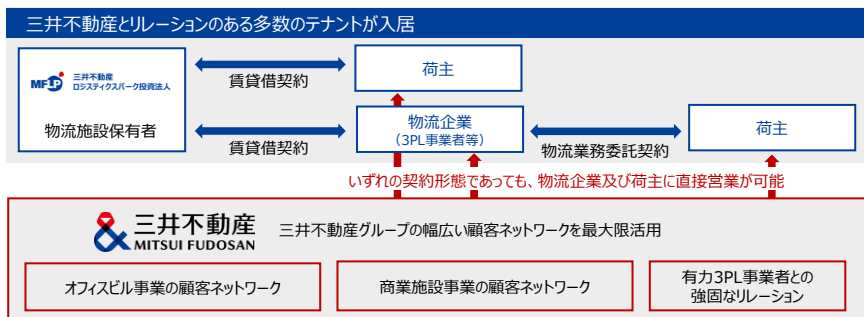 三井不動産とリレーションのある多数のテナントが入居
MFLP 三井不動産
ロジスティクスパーク投資法人
物流施設保有者
賃貸借契約
荷主
賃貸借契約
物流企業
(3PL事業者等)
物流業務委託契約
荷主
いずれの契約形態であっても、物流企業及び荷主に直接営業が可能
三井不動産
MITSUI FUDOSAN
三井不動産グループの幅広い顧客ネットワークを最大限活用
オフィスビル事業の顧客ネットワーク
商業施設事業の顧客ネットワーク
有力3PL事業者との
強固なリレーション